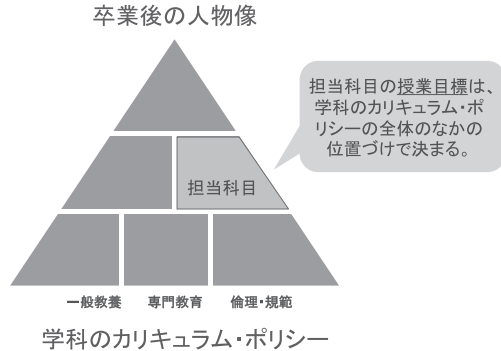 卒業後の人物像
担当科目の授業目標は、
学科のカリキュラム・ポ
リシーの全体のなかの
位置づけで決まる。
担当科目
一般教養 専門教育 倫理・規範
学科のカリキュラム・ポリシー